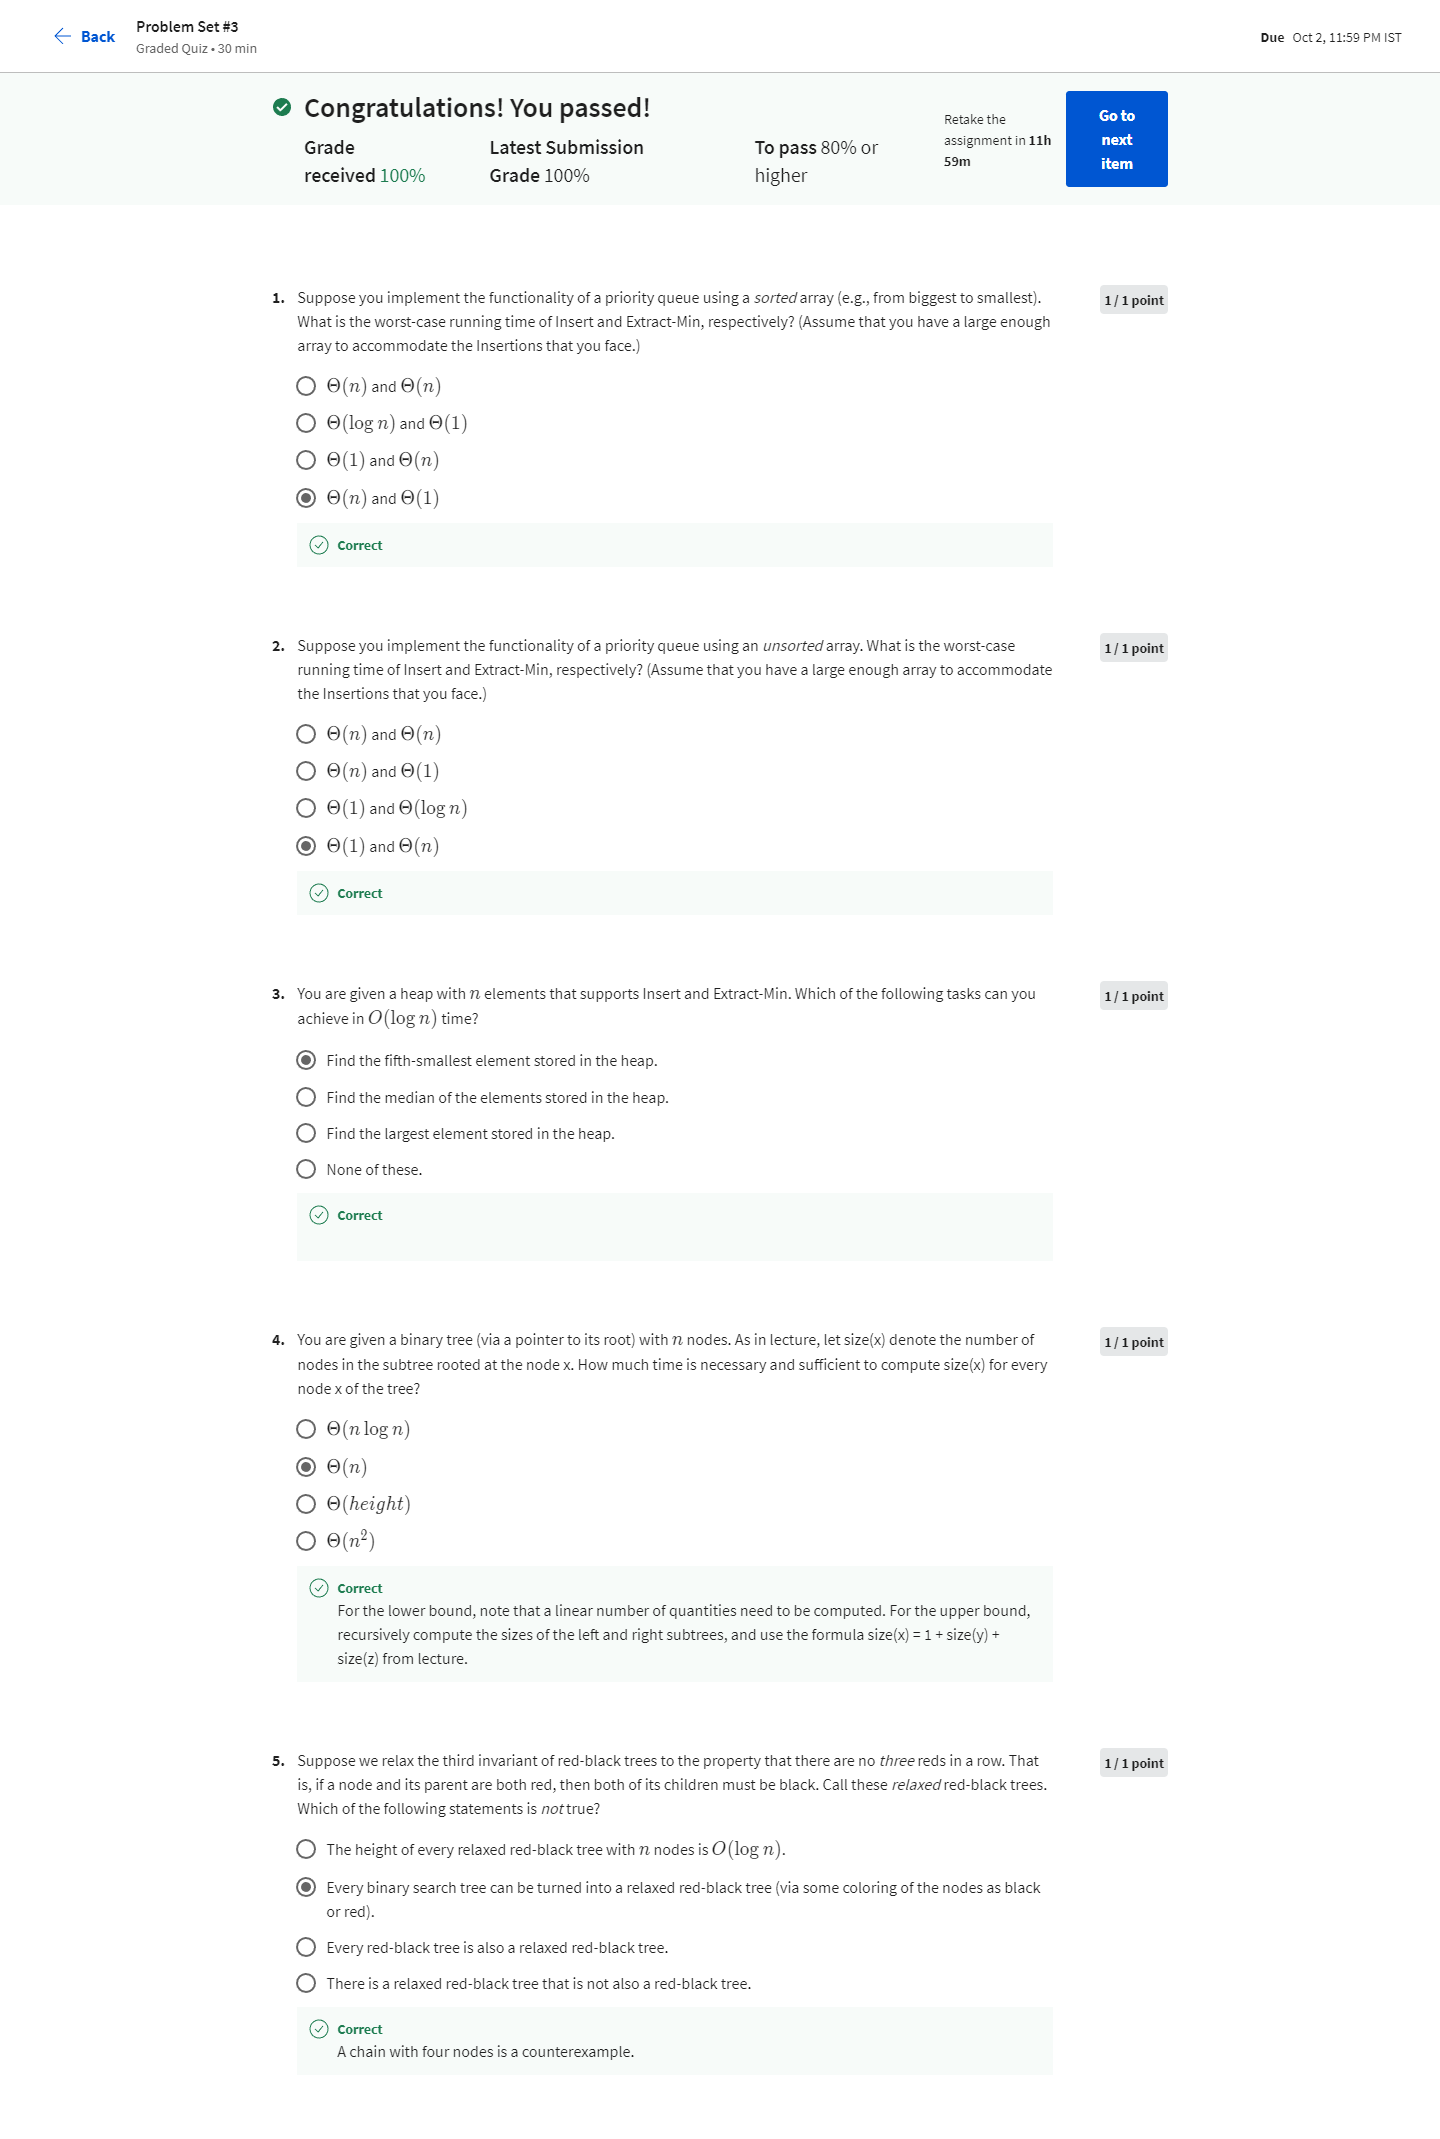 Back
Problem Set #3
Graded Quiz • 30 min
Due Oct 2, 11:59 PM IST
Congratulations! You passed!
Grade
received 100%
Latest Submission
Grade 100%
To pass 80% or
higher
Retake the
assignment in 11h
59m
Go to
next
item
1. Suppose you implement the functionality of a priority queue using a sorted array (e.g., from biggest to smallest).
What is the worst-case running time of Insert and Extract-Min, respectively? (Assume that you have a large enough
array to accommodate the Insertions that you face.)
1 / 1 point
Θ(n) and Θ(n)
Θ(log n) and Θ(1)
Θ(1) and Θ(n)
Θ(n) and Θ(1)
Correct
2. Suppose you implement the functionality of a priority queue using an unsorted array. What is the worst-case
running time of Insert and Extract-Min, respectively? (Assume that you have a large enough array to accommodate
the Insertions that you face.)
1 / 1 point
Θ(n) and Θ(n)
Θ(n) and Θ(1)
Θ(1) and Θ(log n)
Θ(1) and Θ(n)
Correct
3. You are given a heap with n elements that supports Insert and Extract-Min. Which of the following tasks can you
achieve in O(log n) time?
1 / 1 point
Find the fifth-smallest element stored in the heap.
Find the median of the elements stored in the heap.
Find the largest element stored in the heap.
None of these.
Correct
4. You are given a binary tree (via a pointer to its root) with n nodes. As in lecture, let size(x) denote the number of
nodes in the subtree rooted at the node x. How much time is necessary and sufficient to compute size(x) for every
node x of the tree?
1 / 1 point
Θ(n log n)
Θ(n)
Θ(height)
Θ(n²)
Correct
For the lower bound, note that a linear number of quantities need to be computed. For the upper bound,
recursively compute the sizes of the left and right subtrees, and use the formula size(x) = 1 + size(y) +
size(z) from lecture.
5. Suppose we relax the third invariant of red-black trees to the property that there are no three reds in a row. That
is, if a node and its parent are both red, then both of its children must be black. Call these relaxed red-black trees.
Which of the following statements is not true?
1 / 1 point
The height of every relaxed red-black tree with n nodes is O(log n).
Every binary search tree can be turned into a relaxed red-black tree (via some coloring of the nodes as black
or red).
Every red-black tree is also a relaxed red-black tree.
There is a relaxed red-black tree that is not also a red-black tree.
Correct
A chain with four nodes is a counterexample.